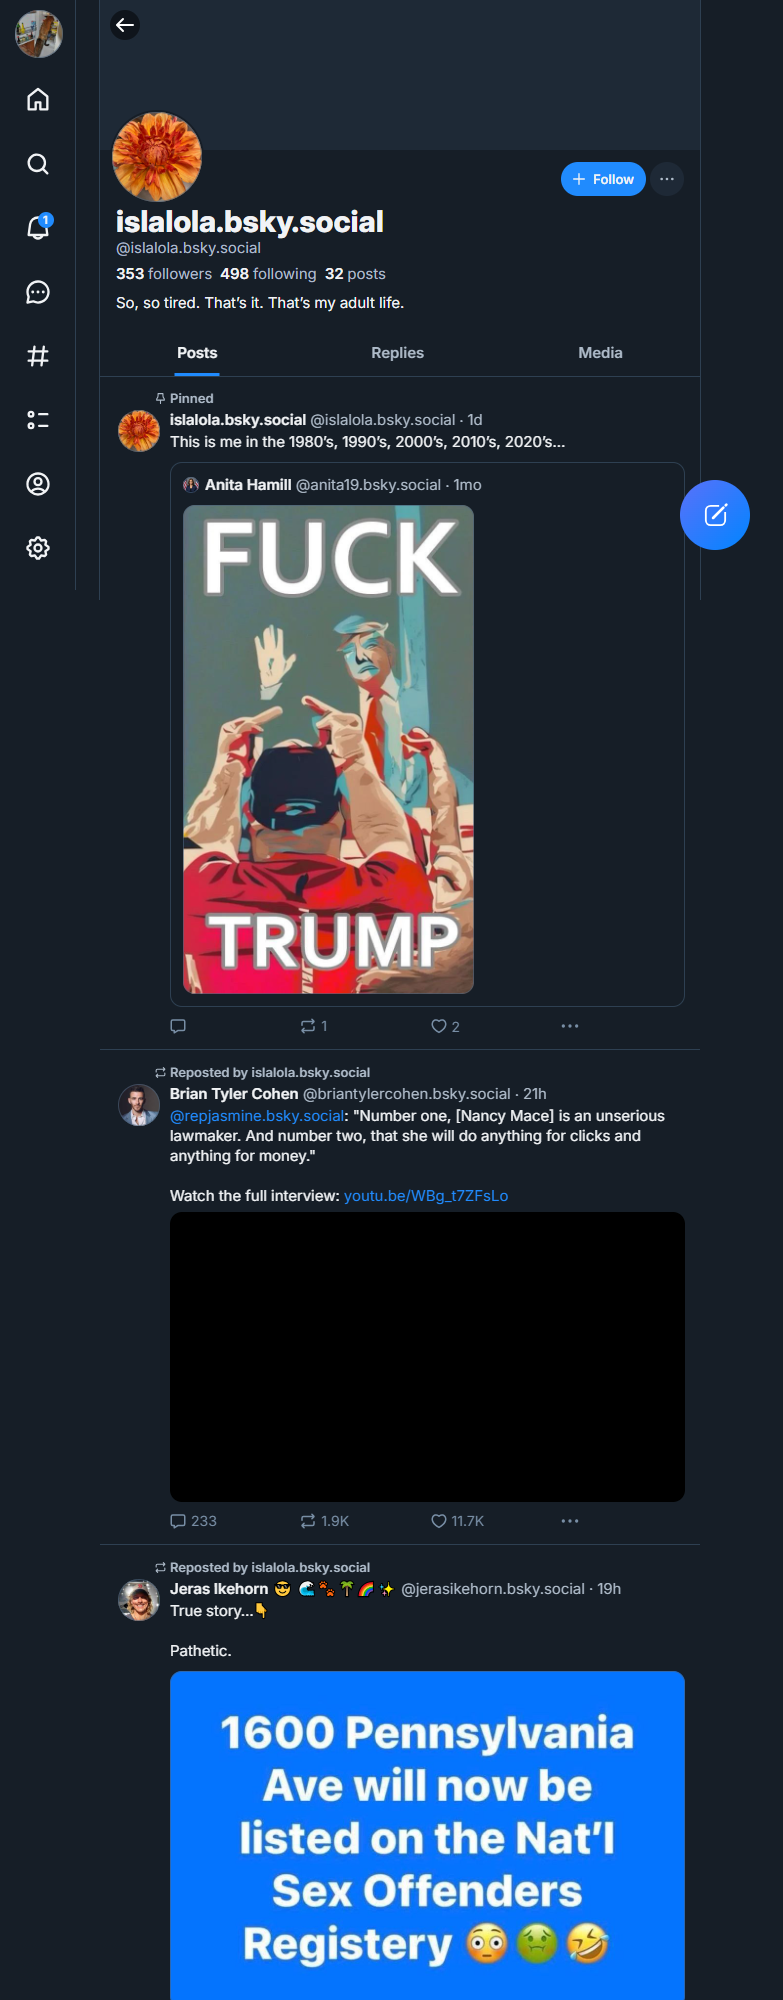 1
+ Follow
islalola.bsky.social
@islalola.bsky.social
353 followers 498 following 32 posts
So, so tired. That’s it. That’s my adult life.
Posts Replies Media
Pinned
islalola.bsky.social @islalola.bsky.social · 1d
This is me in the 1980’s, 1990’s, 2000’s, 2010’s, 2020’s...
Anita Hamill @anita19.bsky.social · 1mo
FUCK
TRUMP
1 2
Reposted by islalola.bsky.social
Brian Tyler Cohen @briantylercohen.bsky.social · 21h
@repjasmine.bsky.social: "Number one, [Nancy Mace] is an unserious
lawmaker. And number two, that she will do anything for clicks and
anything for money."
Watch the full interview: youtu.be/WBg_t7ZFsLo
233 1.9K 11.7K
Reposted by islalola.bsky.social
Jeras Ikehorn 😎 🌊🐾🌴🌈✨ @jerasikehorn.bsky.social · 19h
True story...👇
Pathetic.
1600 Pennsylvania
Ave will now be
listed on the Nat’l
Sex Offenders
Registery 😳🤢🤣